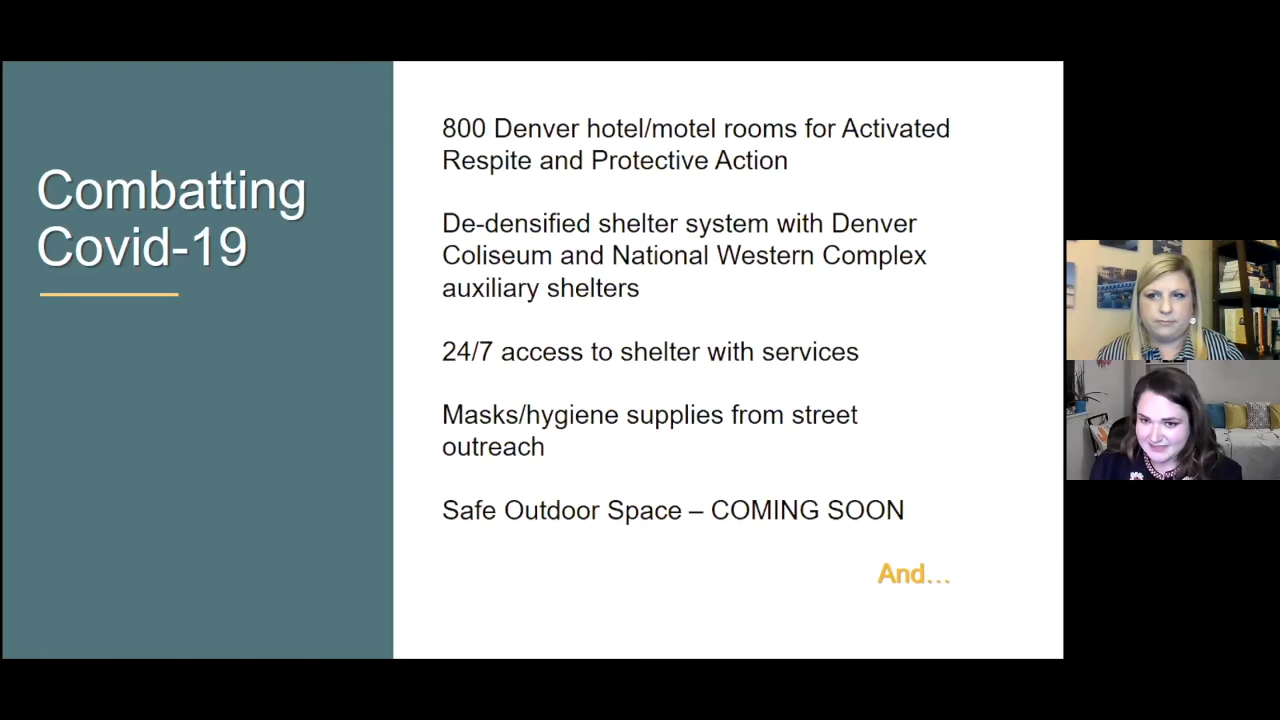 Combatting
Covid-19
800 Denver hotel/motel rooms for Activated
Respite and Protective Action
De-densified shelter system with Denver
Coliseum and National Western Complex
auxiliary shelters
24/7 access to shelter with services
Masks/hygiene supplies from street
outreach
Safe Outdoor Space – COMING SOON
And…